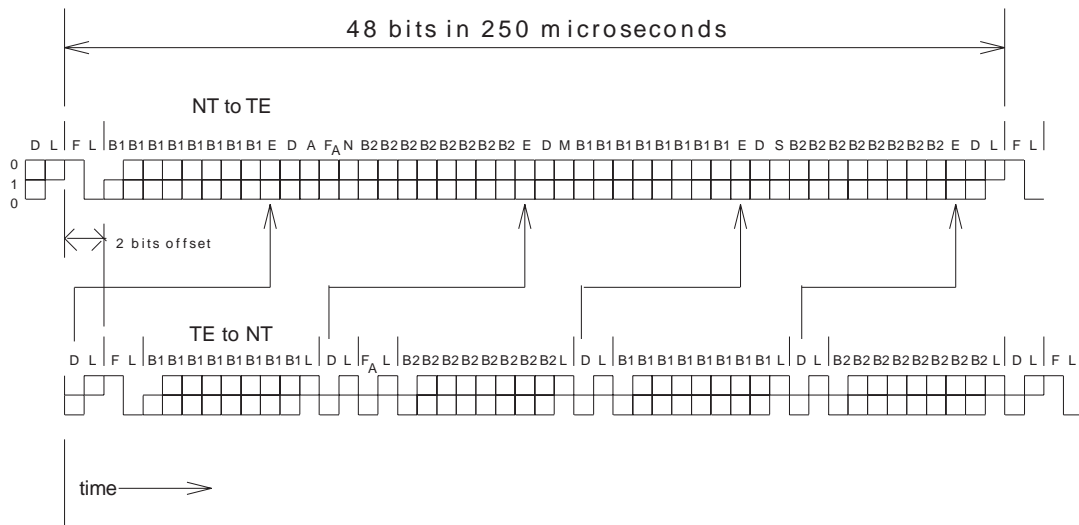 48 bits in 250 microseconds
NT to TE
D L F L B1 B1 B1 B1 B1 B1 B1 B1 E D A FA N B2 B2 B2 B2 B2 B2 B2 B2 E D M B1 B1 B1 B1 B1 B1 B1 B1 E D S B2 B2 B2 B2 B2 B2 B2 B2 E D L F L
0
1
0
2 bits offset
TE to NT
D L F L B1 B1 B1 B1 B1 B1 B1 B1 L D L FA L B2 B2 B2 B2 B2 B2 B2 B2 L D L B1 B1 B1 B1 B1 B1 B1 B1 L D L B2 B2 B2 B2 B2 B2 B2 B2 L D L F L
time